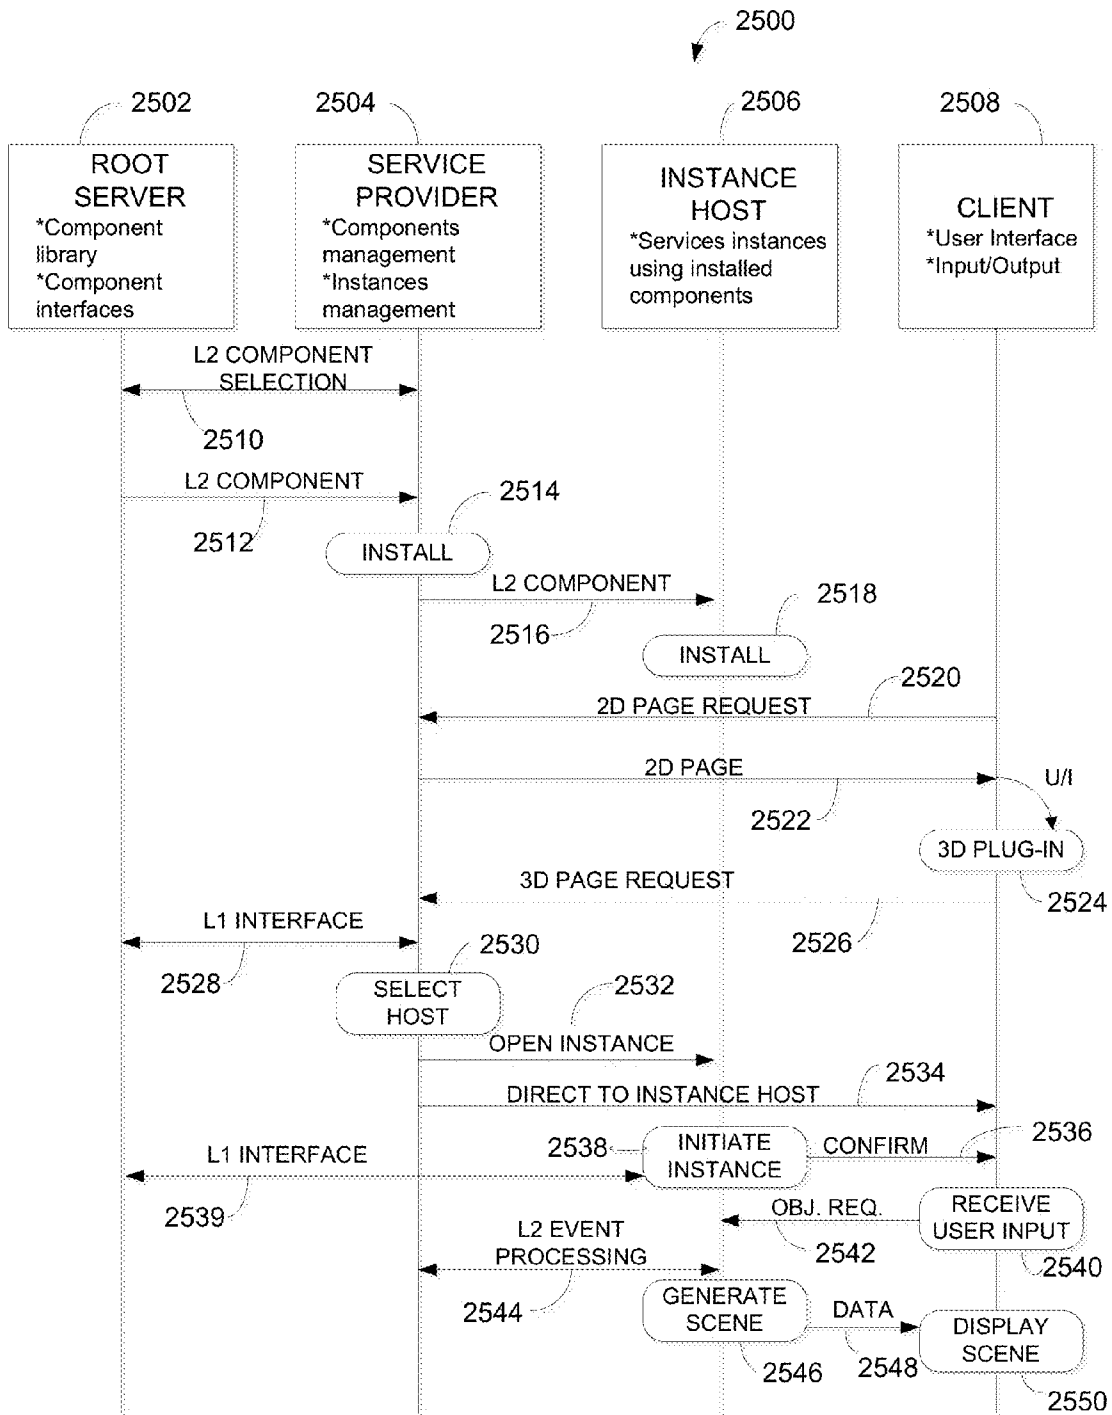 2500
2502
2504
2506
2508
ROOT
SERVER
*Component
library
*Component
interfaces
SERVICE
PROVIDER
*Components
management
*Instances
management
INSTANCE
HOST
*Services instances
using installed
components
CLIENT
*User Interface
*Input/Output
L2 COMPONENT
SELECTION
2510
L2 COMPONENT
2512
2514
INSTALL
L2 COMPONENT
2516
2518
INSTALL
2520
2D PAGE REQUEST
2D PAGE
2522
U/I
3D PLUG-IN
2524
3D PAGE REQUEST
2526
L1 INTERFACE
2528
2530
SELECT
HOST
2532
OPEN INSTANCE
2534
DIRECT TO INSTANCE HOST
2538
INITIATE
INSTANCE
CONFIRM
2536
L1 INTERFACE
2539
OBJ. REQ.
2542
RECEIVE
USER INPUT
2540
L2 EVENT
PROCESSING
2544
GENERATE
SCENE
2546
DATA
2548
DISPLAY
SCENE
2550